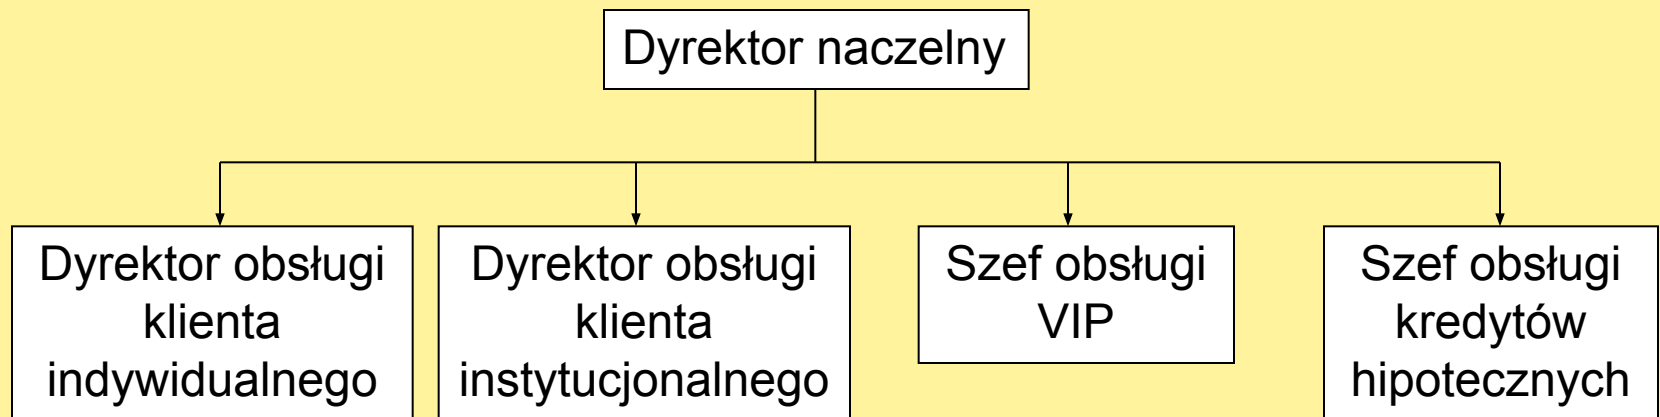 Dyrektor naczelny
Dyrektor obsługi
klienta
indywidualnego
Dyrektor obsługi
klienta
instytucjonalnego
Szef obsługi
VIP
Szef obsługi
kredytów
hipotecznych